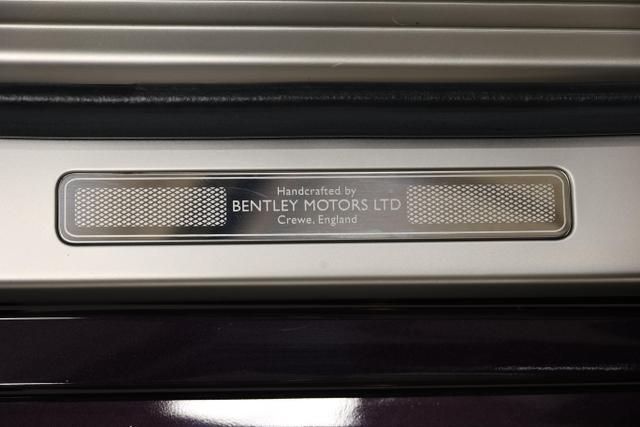 Handcrafted by
BENTLEY MOTORS LTD
Crewe, England